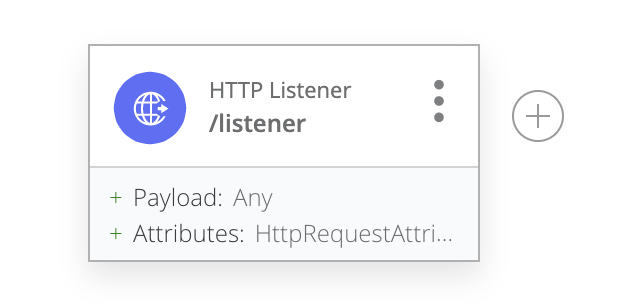 HTTP Listener
/listener
+ Payload: Any
+ Attributes: HttpRequestAttri...